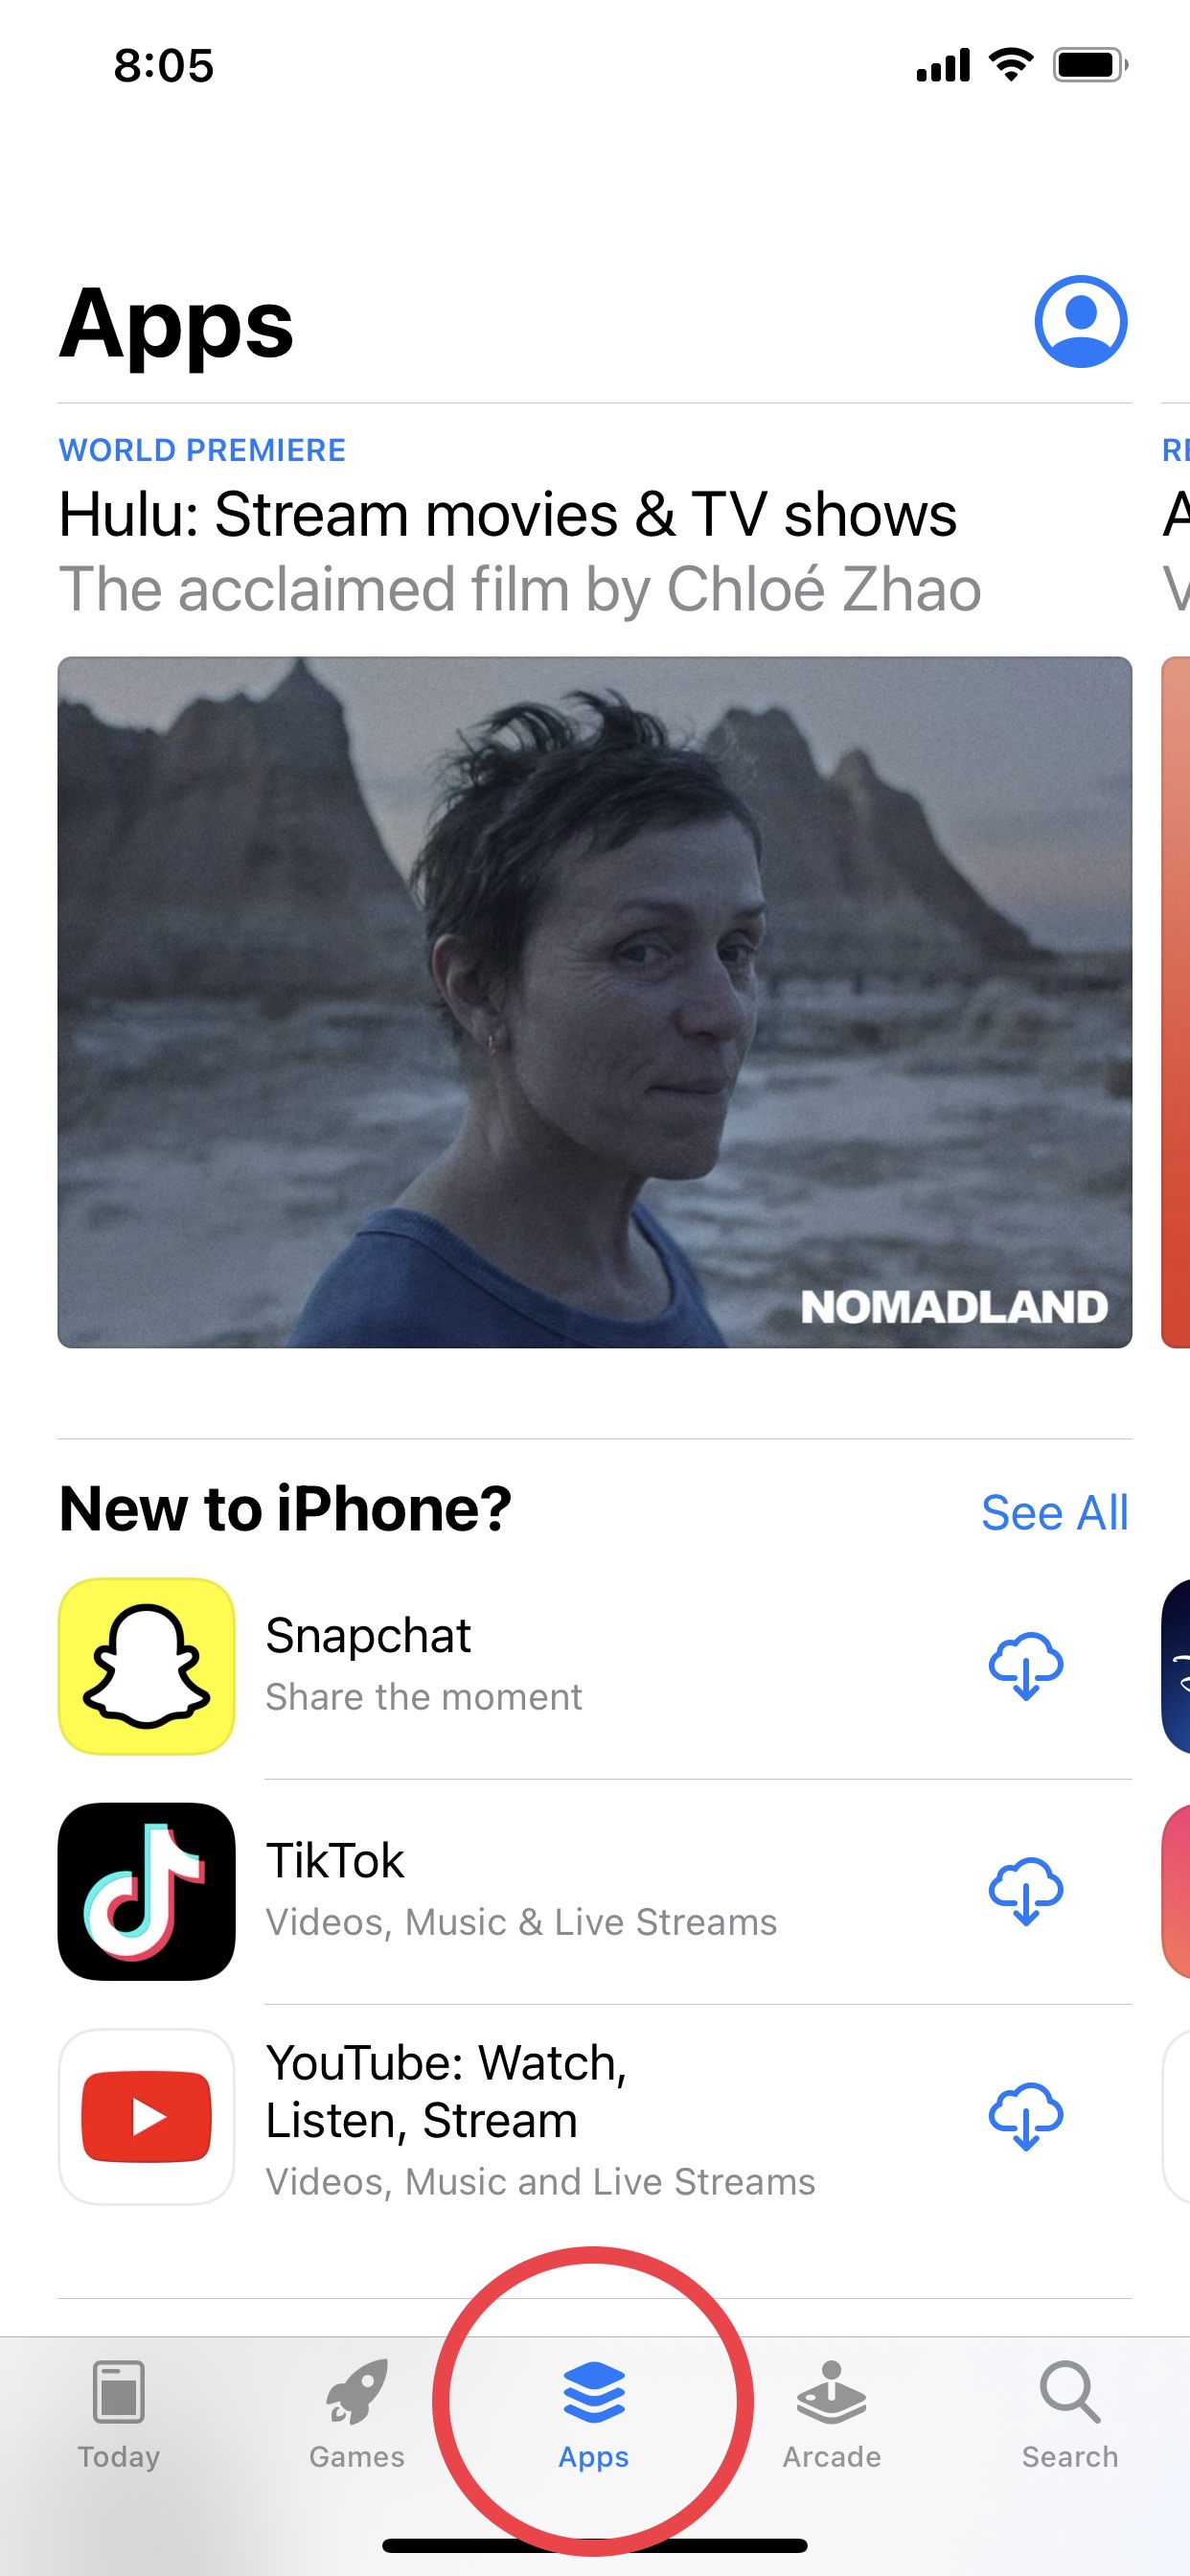 8:05
Apps
WORLD PREMIERE
Hulu: Stream movies & TV shows
The acclaimed film by Chloé Zhao
NOMADLAND
New to iPhone?
See All
Snapchat
Share the moment
TikTok
Videos, Music & Live Streams
YouTube: Watch,
Listen, Stream
Videos, Music and Live Streams
Today
Games
Apps
Arcade
Search